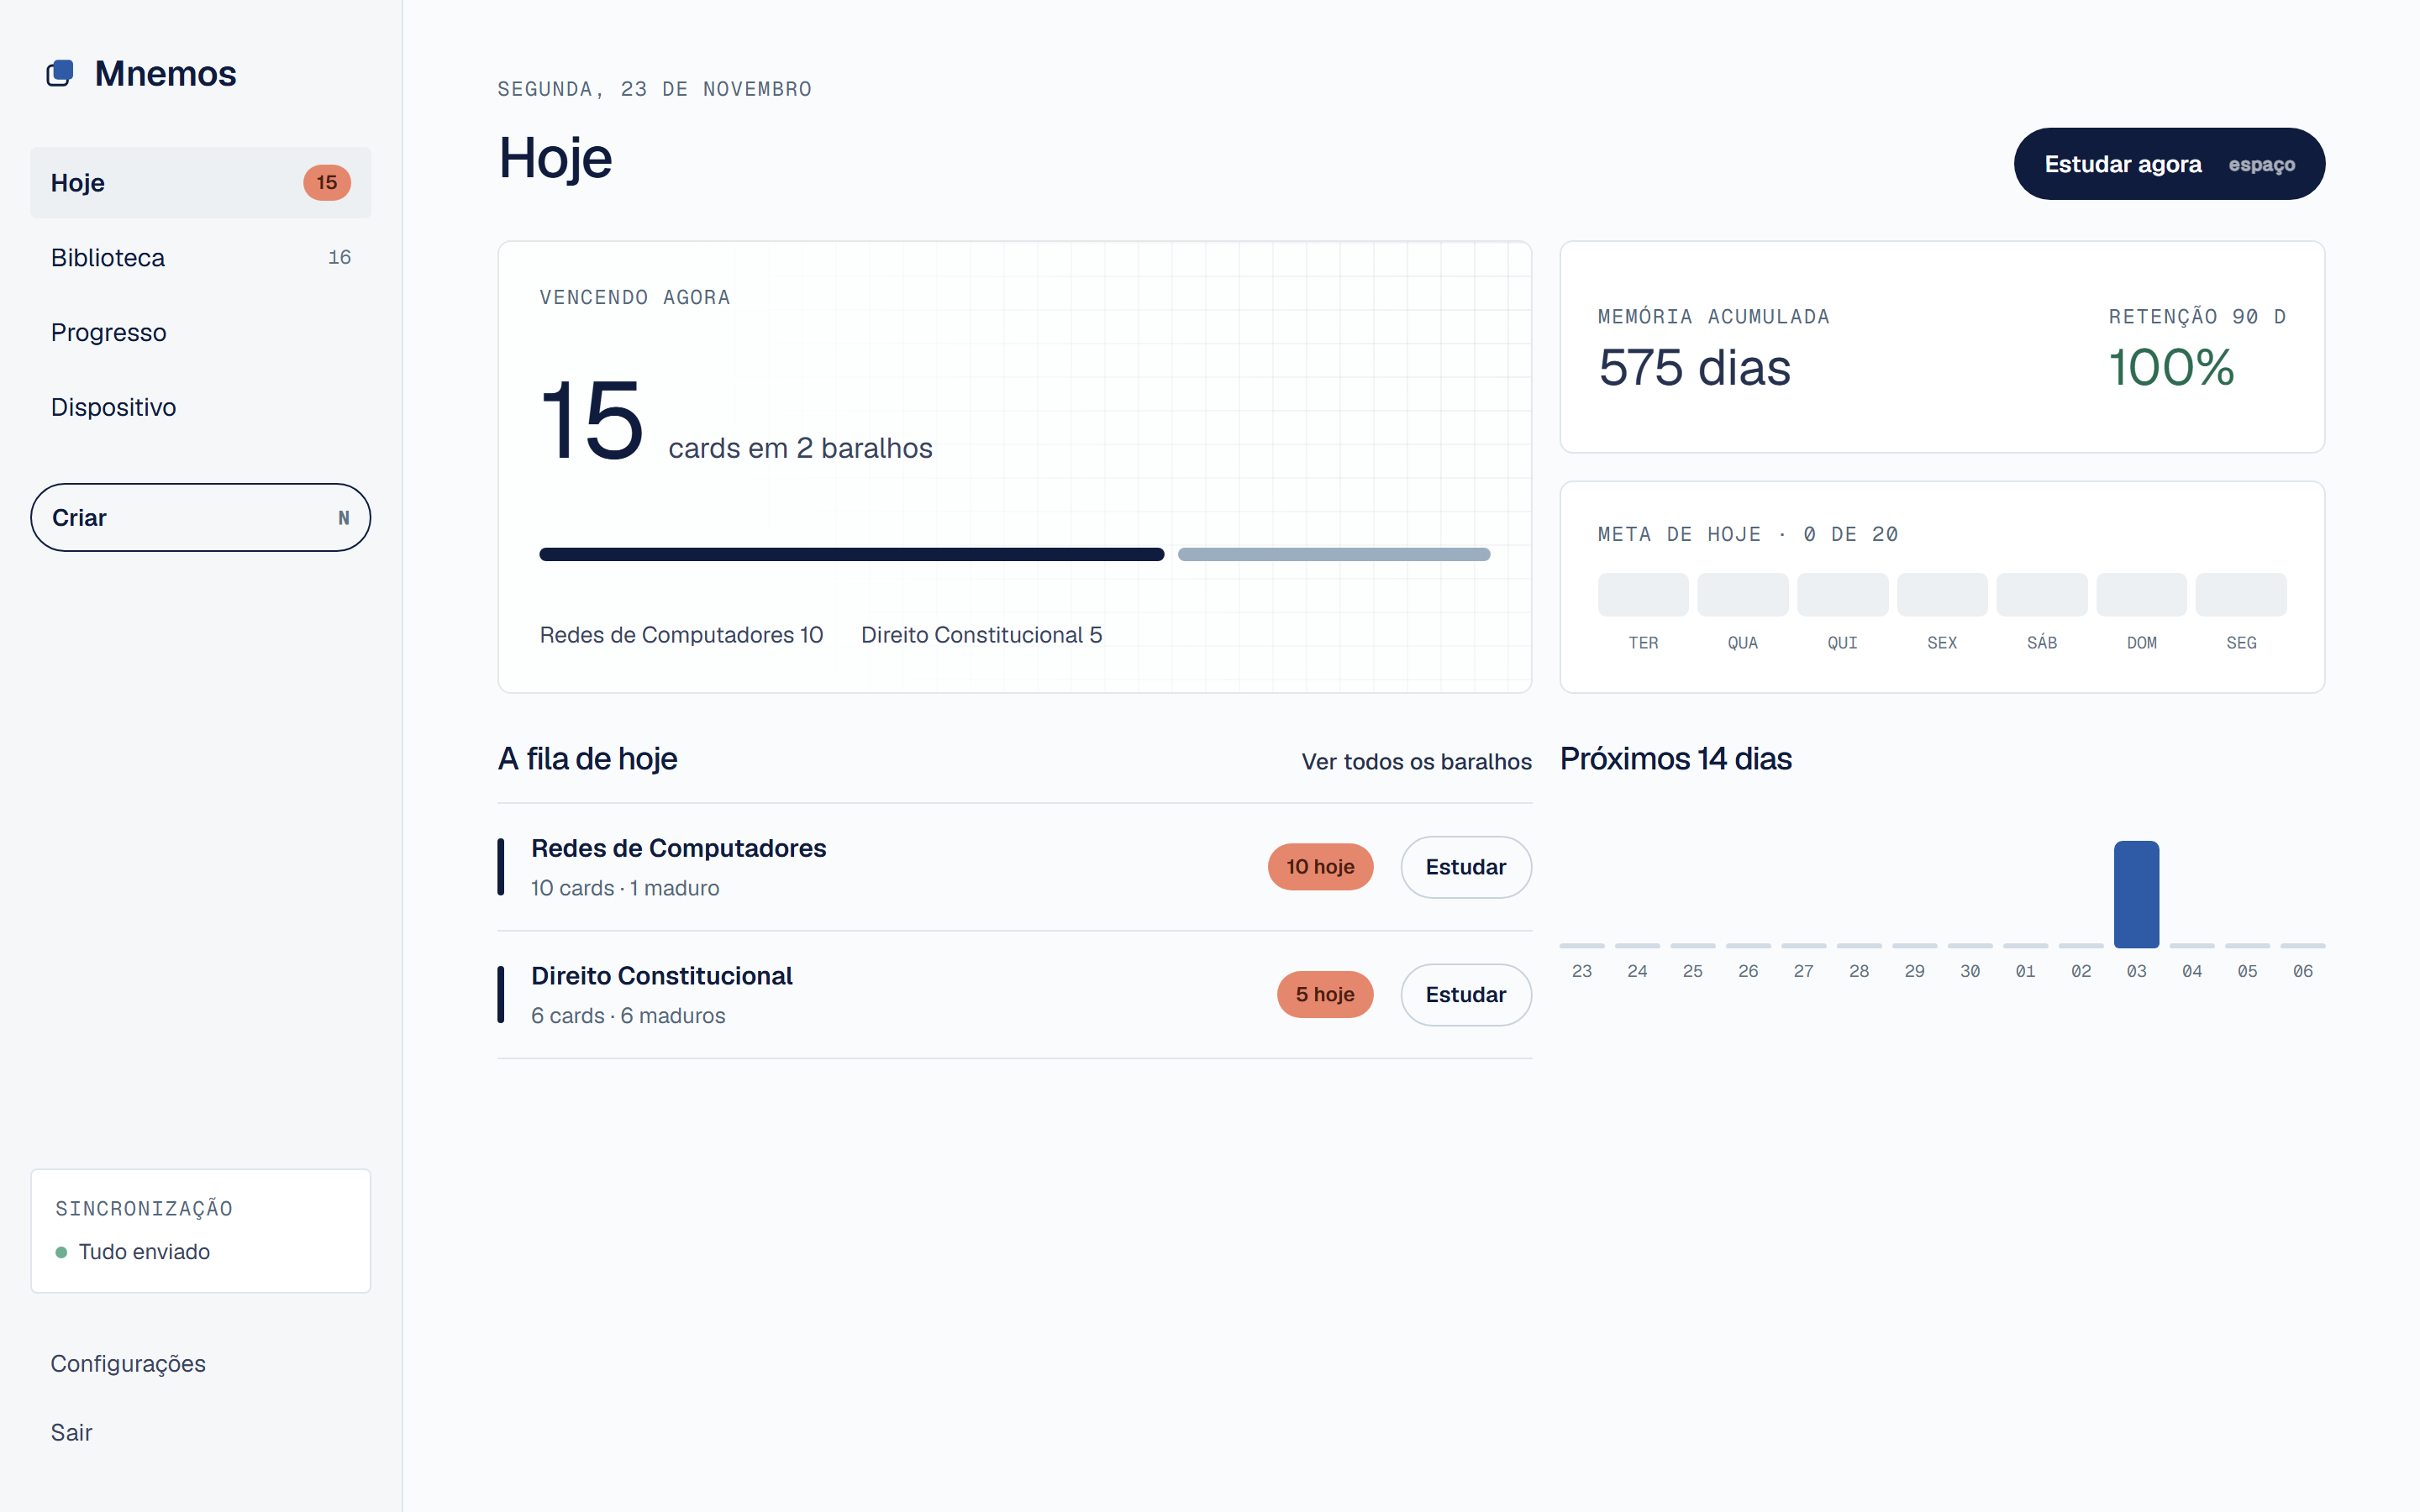 Mnemos
Hoje 15
Biblioteca 16
Progresso
Dispositivo
Criar N
SINCRONIZAÇÃO
Tudo enviado
Configurações
Sair
SEGUNDA, 23 DE NOVEMBRO
Hoje
Estudar agora espaço
VENCENDO AGORA
15 cards em 2 baralhos
Redes de Computadores 10 Direito Constitucional 5
MEMÓRIA ACUMULADA
575 dias
RETENÇÃO 90 D
100%
META DE HOJE · 0 DE 20
TER QUA QUI SEX SÁB DOM SEG
A fila de hoje
Ver todos os baralhos
Redes de Computadores
10 cards · 1 maduro
10 hoje
Estudar
Direito Constitucional
6 cards · 6 maduros
5 hoje
Estudar
Próximos 14 dias
23 24 25 26 27 28 29 30 01 02 03 04 05 06